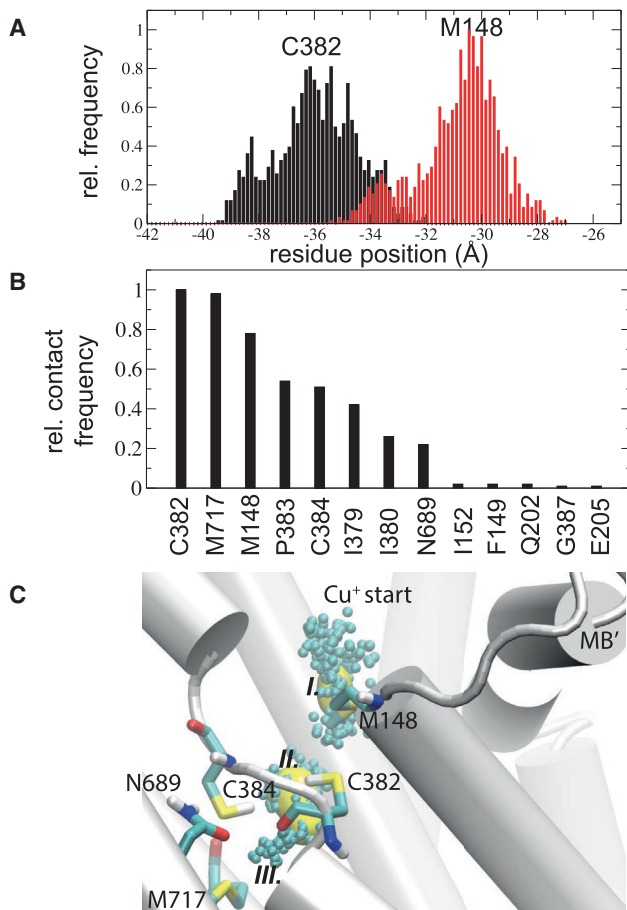 A
C382
M148
rel. frequency
1
0.8
0.6
0.4
0.2
0
-42 -40 -38 -36 -34 -32 -30 -28 -26
residue position (Å)
B
rel. contact
frequency
1
0.8
0.6
0.4
0.2
0
C382 M717 M148 P383 C384 I379 I380 N689 I152 F149 Q202 G387 E205
C
Cu⁺ start
MB'
I.
M148
II.
C382
N689
C384
III.
M717